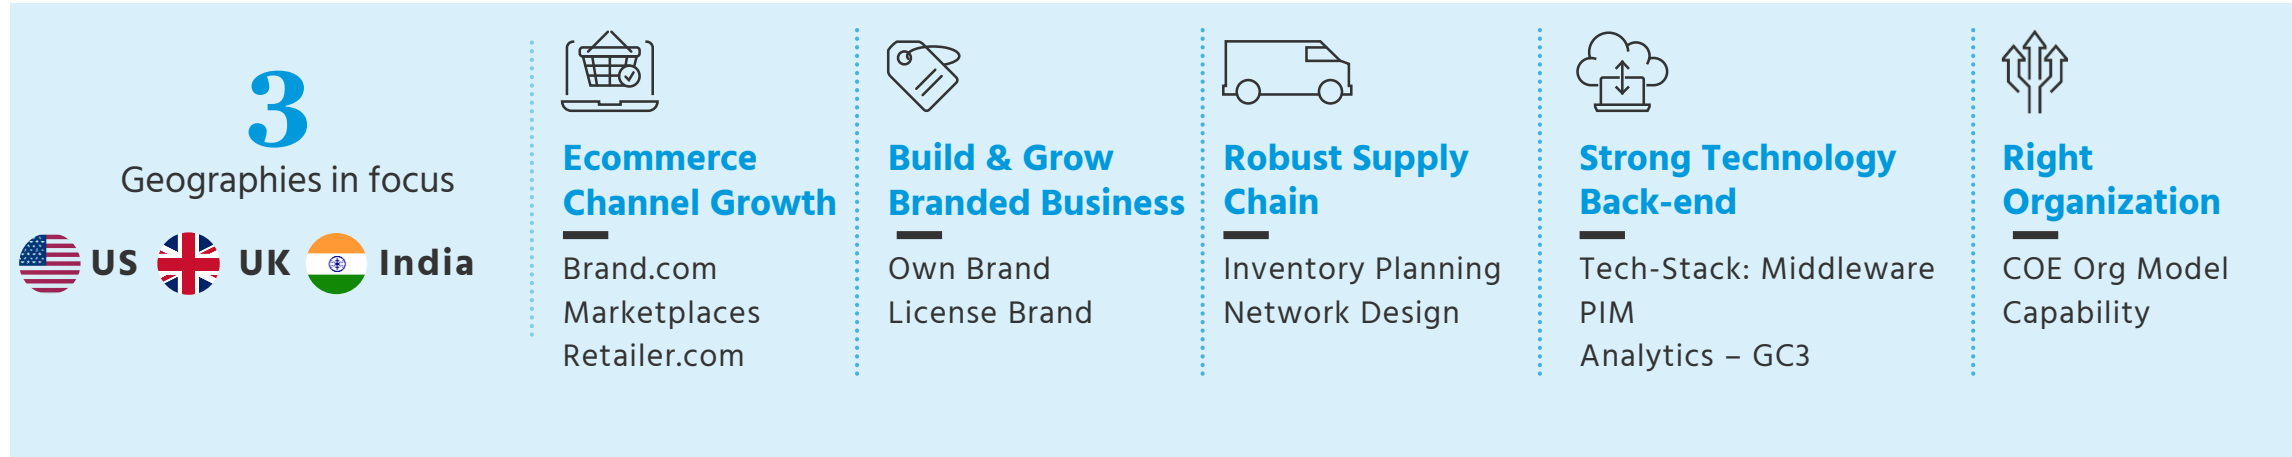 3
Geographies in focus
US UK India
Ecommerce
Channel Growth
Brand.com
Marketplaces
Retailer.com
Build & Grow
Branded Business
Own Brand
License Brand
Robust Supply
Chain
Inventory Planning
Network Design
Strong Technology
Back-end
Tech-Stack: Middleware
PIM
Analytics – GC3
Right
Organization
COE Org Model
Capability